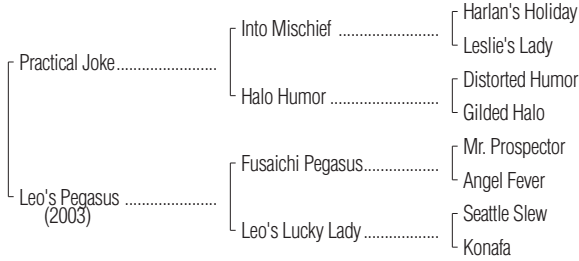 Harlan's Holiday
Into Mischief ....................
Leslie's Lady
Practical Joke.....................
Distorted Humor
Halo Humor ......................
Gilded Halo
Mr. Prospector
Fusaichi Pegasus...............
Angel Fever
Leo's Pegasus ...................
(2003)
Seattle Slew
Leo's Lucky Lady...............
Konafa